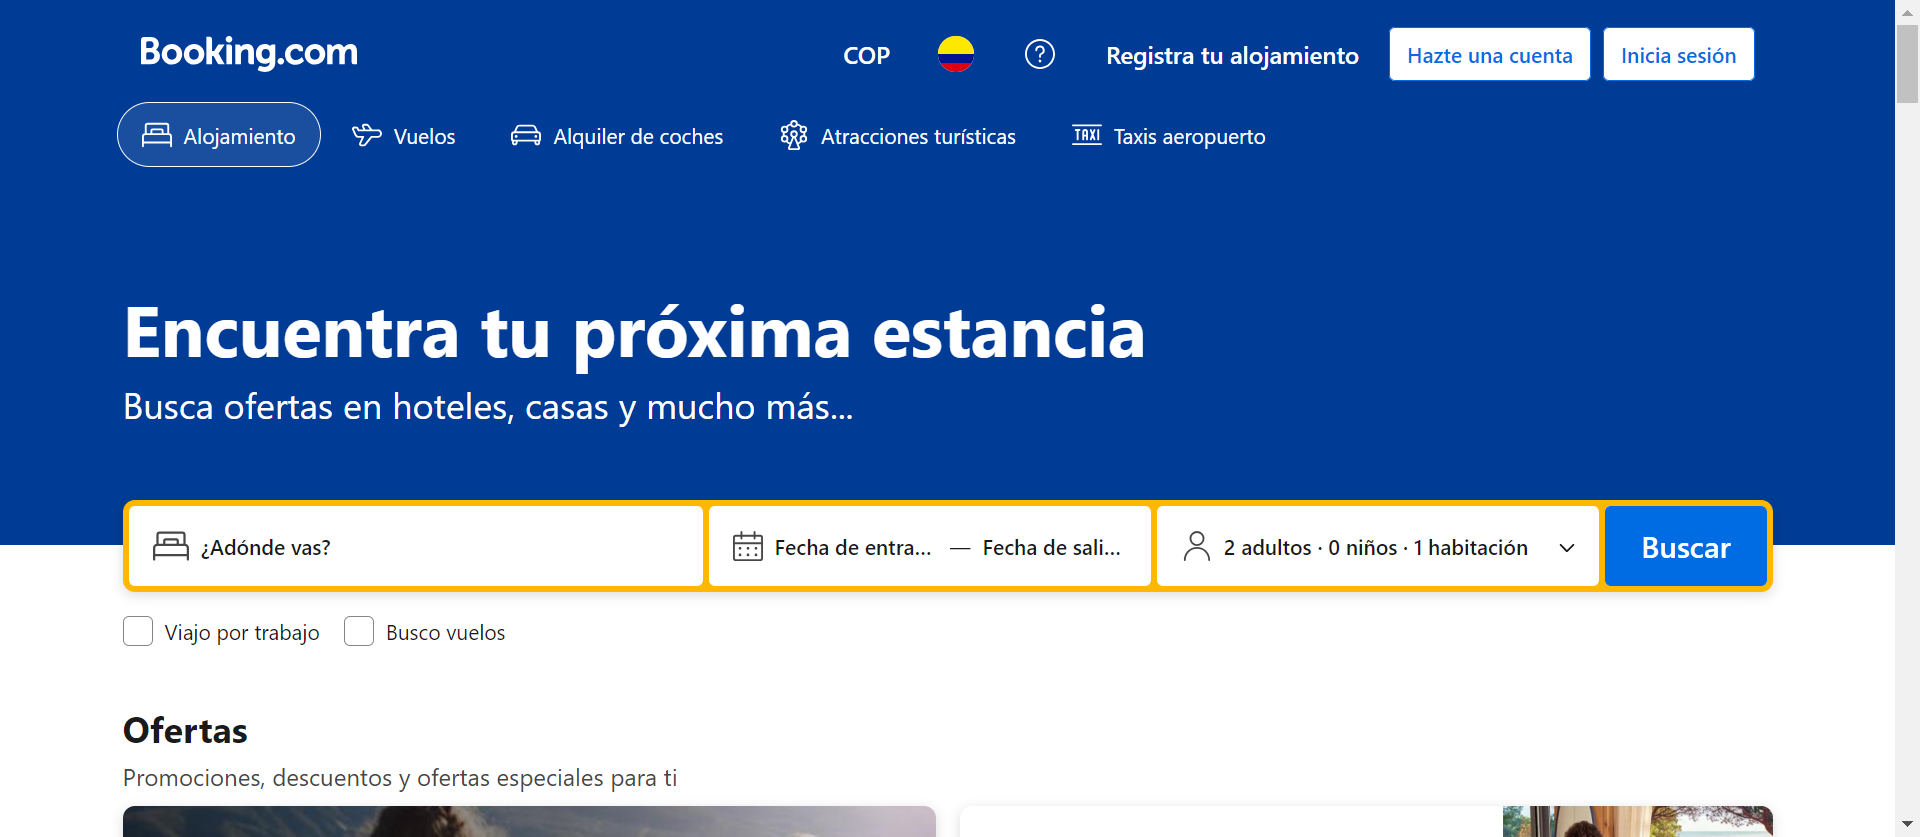 Booking.com
COP
Registra tu alojamiento
Hazte una cuenta
Inicia sesión
Alojamiento
Vuelos
Alquiler de coches
Atracciones turísticas
TAXI
Taxis aeropuerto
Encuentra tu próxima estancia
Busca ofertas en hoteles, casas y mucho más...
¿Adónde vas?
Fecha de entra... — Fecha de sali...
2 adultos · 0 niños · 1 habitación
Buscar
Viajo por trabajo
Busco vuelos
Ofertas
Promociones, descuentos y ofertas especiales para ti